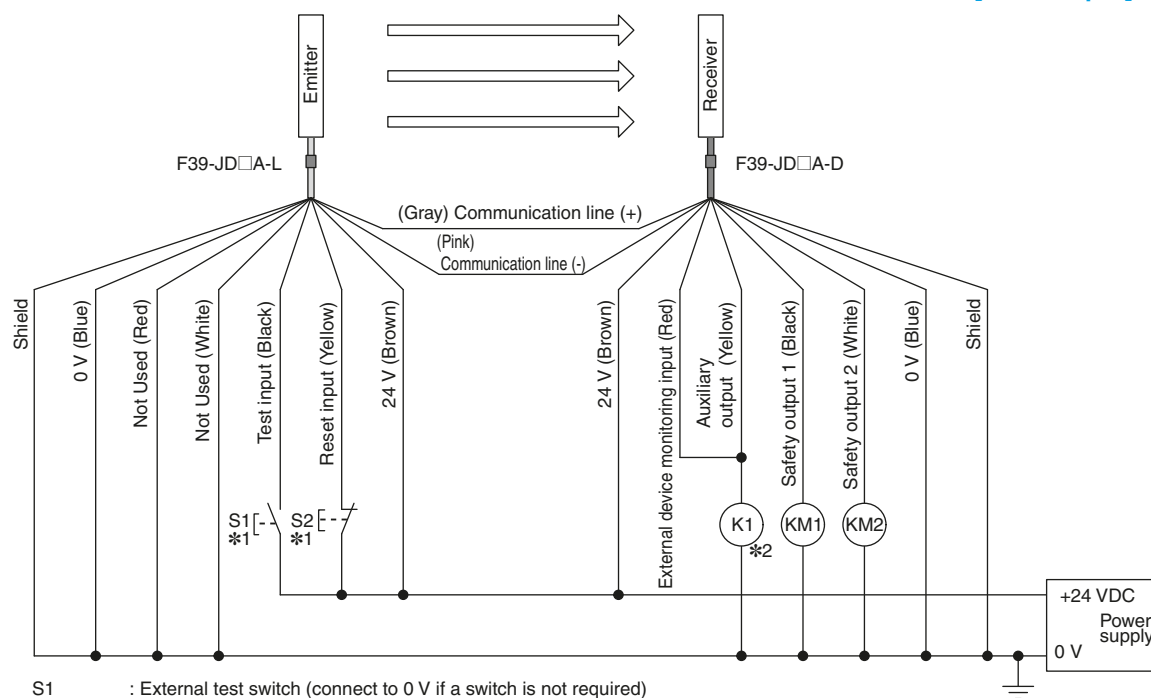 Emitter
Receiver
F39-JD□A-L
F39-JD□A-D
(Gray) Communication line (+)
(Pink)
Communication line (-)
Shield
0 V (Blue)
Not Used (Red)
Not Used (White)
Test input (Black)
Reset input (Yellow)
24 V (Brown)
24 V (Brown)
External device monitoring input (Red)
Auxiliary
output (Yellow)
Safety output 1 (Black)
Safety output 2 (White)
0 V (Blue)
Shield
S1
*1
S2
*1
K1
*2
KM1
KM2
+24 VDC
Power
supply
0 V
S1 : External test switch (connect to 0 V if a switch is not required)